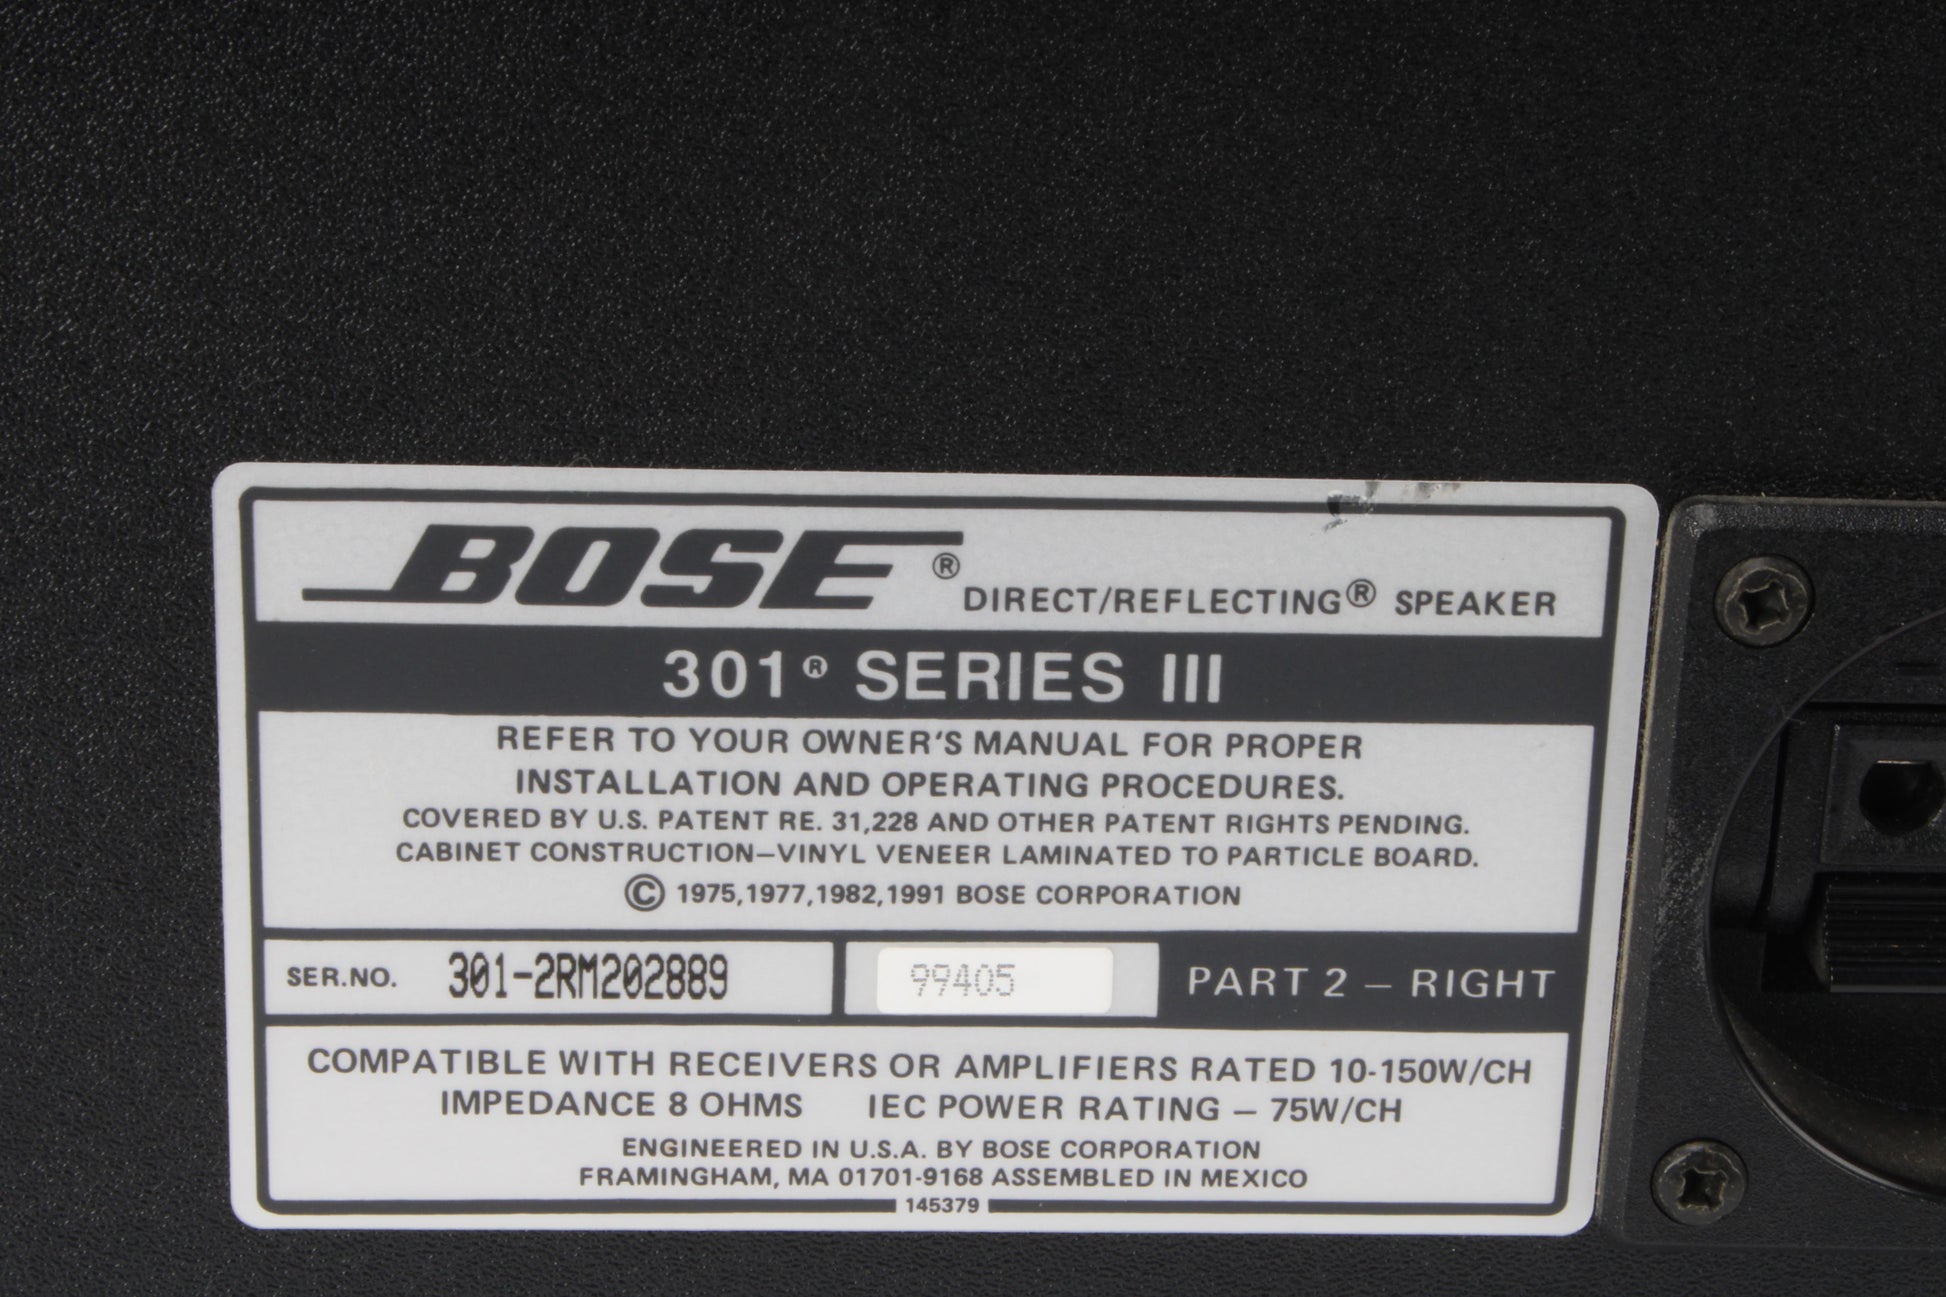 BOSE® DIRECT/REFLECTING® SPEAKER
301® SERIES III
REFER TO YOUR OWNER'S MANUAL FOR PROPER
INSTALLATION AND OPERATING PROCEDURES.
COVERED BY U.S. PATENT RE. 31,228 AND OTHER PATENT RIGHTS PENDING.
CABINET CONSTRUCTION–VINYL VENEER LAMINATED TO PARTICLE BOARD.
© 1975,1977,1982,1991 BOSE CORPORATION
SER.NO. 301-2RM202889 99405 PART 2 – RIGHT
COMPATIBLE WITH RECEIVERS OR AMPLIFIERS RATED 10-150W/CH
IMPEDANCE 8 OHMS IEC POWER RATING – 75W/CH
ENGINEERED IN U.S.A. BY BOSE CORPORATION
FRAMINGHAM, MA 01701-9168 ASSEMBLED IN MEXICO
145379